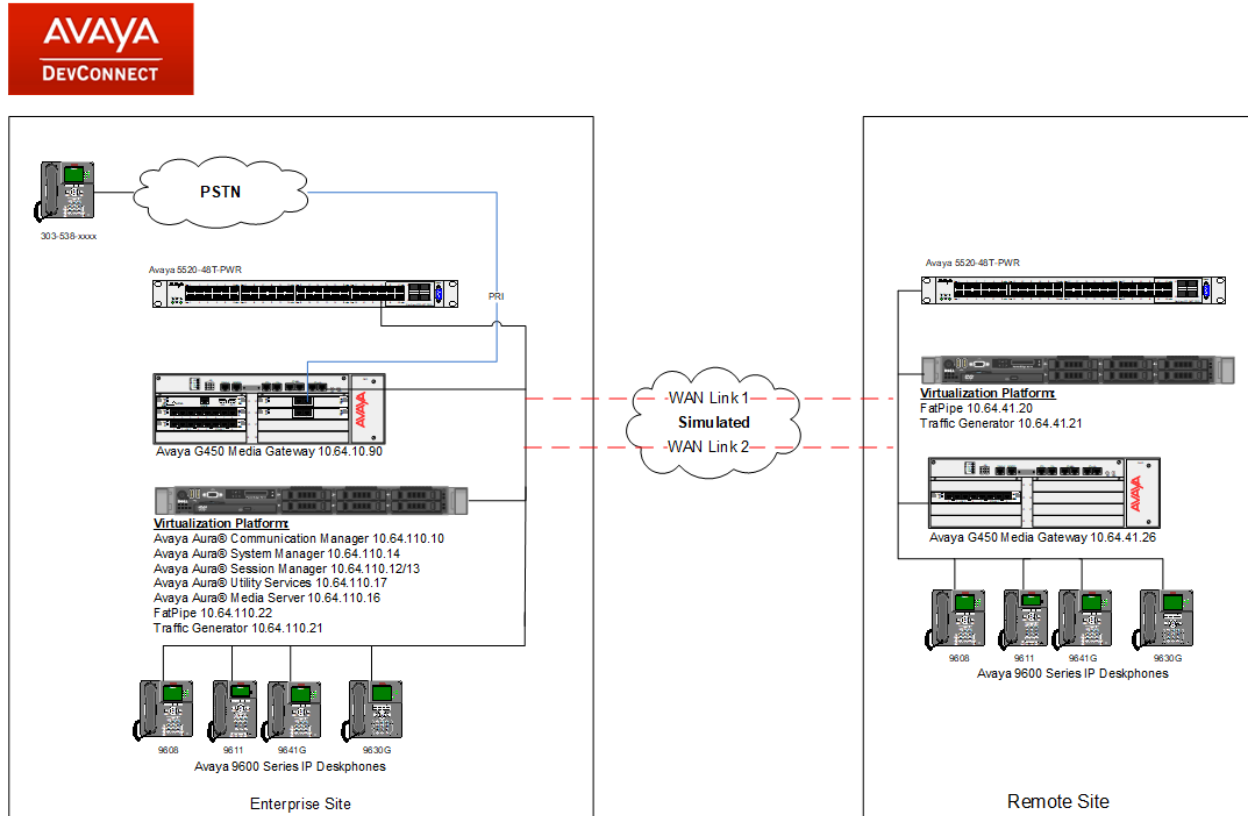 AVAYA
DEVCONNECT
PSTN
303-538-xxxx
Avaya 5520-48T-PWR
PRI
AVAYA
Avaya G450 Media Gateway 10.64.10.90
Virtualization Platform:
Avaya Aura® Communication Manager 10.64.110.10
Avaya Aura® System Manager 10.64.110.14
Avaya Aura® Session Manager 10.64.110.12/13
Avaya Aura® Utility Services 10.64.110.17
Avaya Aura® Media Server 10.64.110.16
FatPipe 10.64.110.22
Traffic Generator 10.64.110.21
9608
9611
9641G
9630G
Avaya 9600 Series IP Deskphones
Enterprise Site
WAN Link 1
Simulated
WAN Link 2
Avaya 5520-48T-PWR
Virtualization Platform:
FatPipe 10.64.41.20
Traffic Generator 10.64.41.21
AVAYA
Avaya G450 Media Gateway 10.64.41.26
9608
9611
9641G
9630G
Avaya 9600 Series IP Deskphones
Remote Site